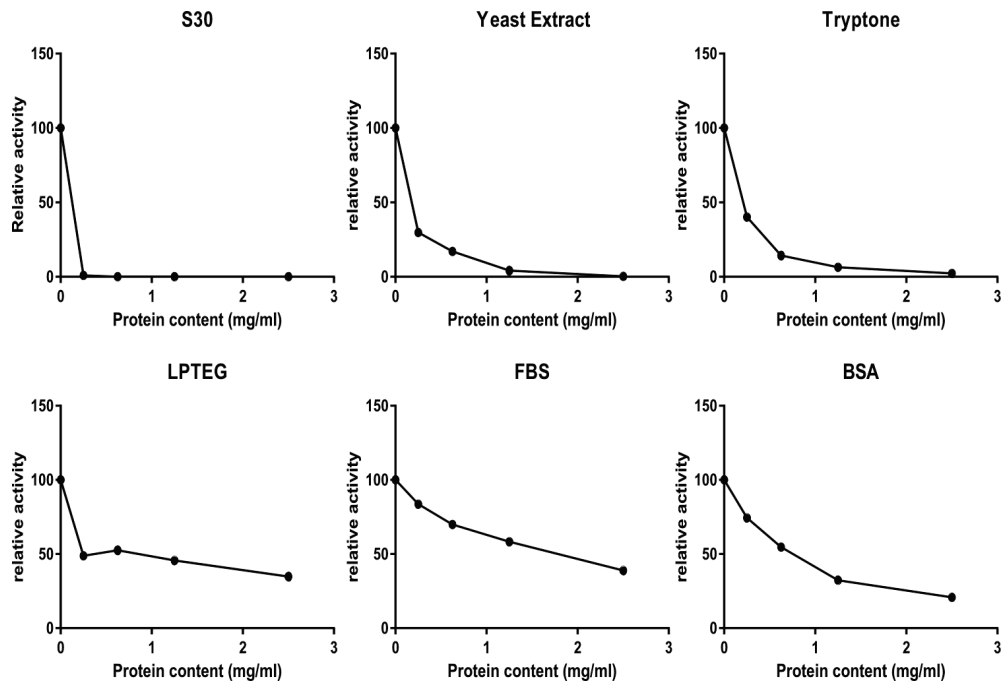 S30
Yeast Extract
Tryptone
150
100
50
0
0 1 2 3
Relative activity
Protein content (mg/ml)
150
100
50
0
0 1 2 3
relative activity
Protein content (mg/ml)
150
100
50
0
0 1 2 3
relative activity
Protein content (mg/ml)
LPTEG
FBS
BSA
150
100
50
0
0 1 2 3
relative activity
Protein content (mg/ml)
150
100
50
0
0 1 2 3
relative activity
Protein content (mg/ml)
150
100
50
0
0 1 2 3
relative activity
Protein content (mg/ml)